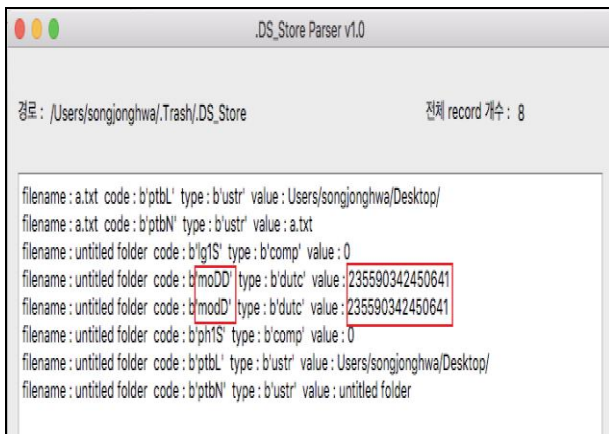 .DS_Store Parser v1.0
경로 : /Users/songjonghwa/.Trash/.DS_Store 전체 record 개수 : 8
filename : a.txt code : b'ptbL' type : b'ustr' value : Users/songjonghwa/Desktop/
filename : a.txt code : b'ptbN' type : b'ustr' value : a.txt
filename : untitled folder code : b'lg1S' type : b'comp' value : 0
filename : untitled folder code : b'moDD' type : b'dutc' value : 235590342450641
filename : untitled folder code : b'modD' type : b'dutc' value : 235590342450641
filename : untitled folder code : b'ph1S' type : b'comp' value : 0
filename : untitled folder code : b'ptbL' type : b'ustr' value : Users/songjonghwa/Desktop/
filename : untitled folder code : b'ptbN' type : b'ustr' value : untitled folder